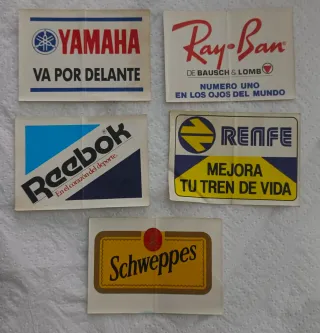 YAMAHA
VA POR DELANTE
Ray-Ban
DE BAUSCH & LOMB
NUMERO UNO
EN LOS OJOS DEL MUNDO
Reebok
En el corazón del deporte.
RENFE
MEJORA
TU TREN DE VIDA
Schweppes